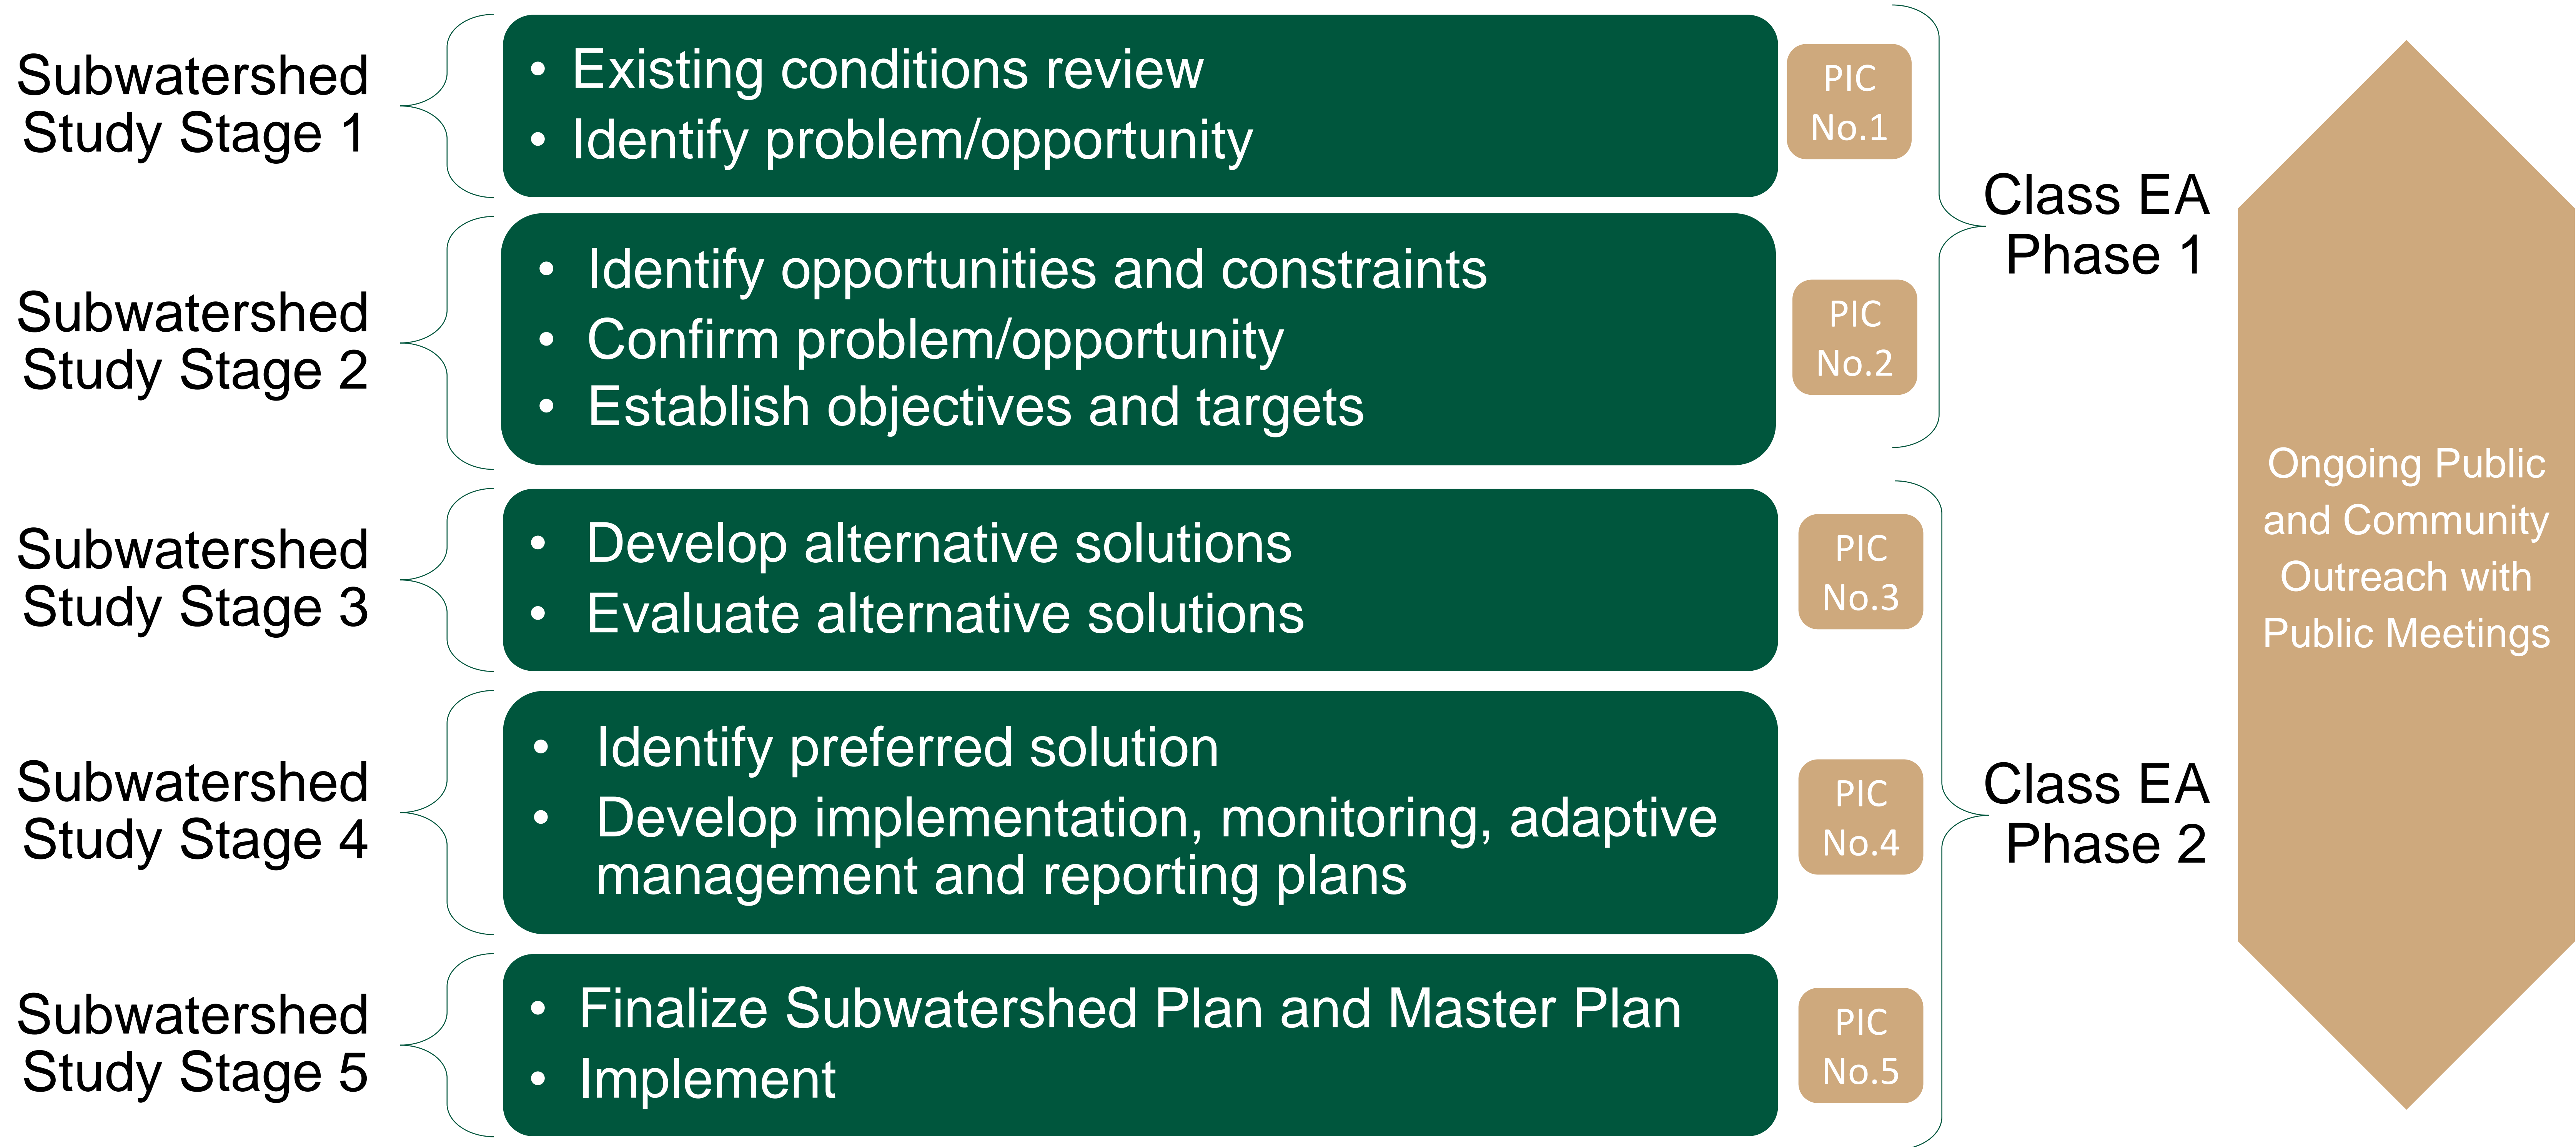 Subwatershed
Study Stage 1
• Existing conditions review
• Identify problem/opportunity
PIC
No.1
Subwatershed
Study Stage 2
• Identify opportunities and constraints
• Confirm problem/opportunity
• Establish objectives and targets
PIC
No.2
Class EA
Phase 1
Subwatershed
Study Stage 3
• Develop alternative solutions
• Evaluate alternative solutions
PIC
No.3
Subwatershed
Study Stage 4
• Identify preferred solution
• Develop implementation, monitoring, adaptive
management and reporting plans
PIC
No.4
Subwatershed
Study Stage 5
• Finalize Subwatershed Plan and Master Plan
• Implement
PIC
No.5
Class EA
Phase 2
Ongoing Public
and Community
Outreach with
Public Meetings